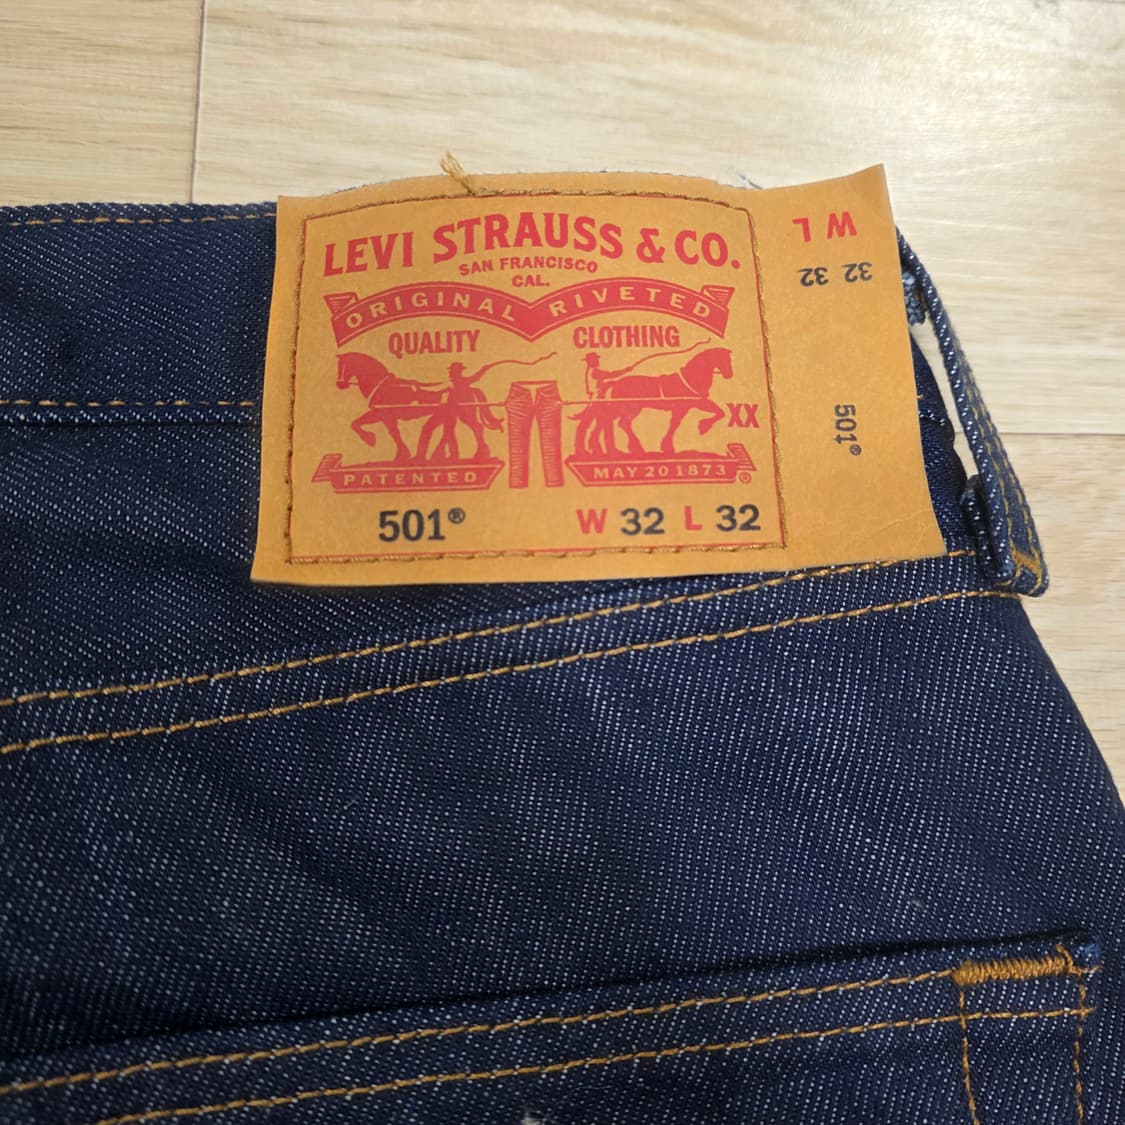 LEVI STRAUSS & CO.
SAN FRANCISCO
CAL.
ORIGINAL RIVETED
QUALITY CLOTHING
XX
PATENTED MAY 20 1873 ®
501® W 32 L 32
W L
32 32
501®